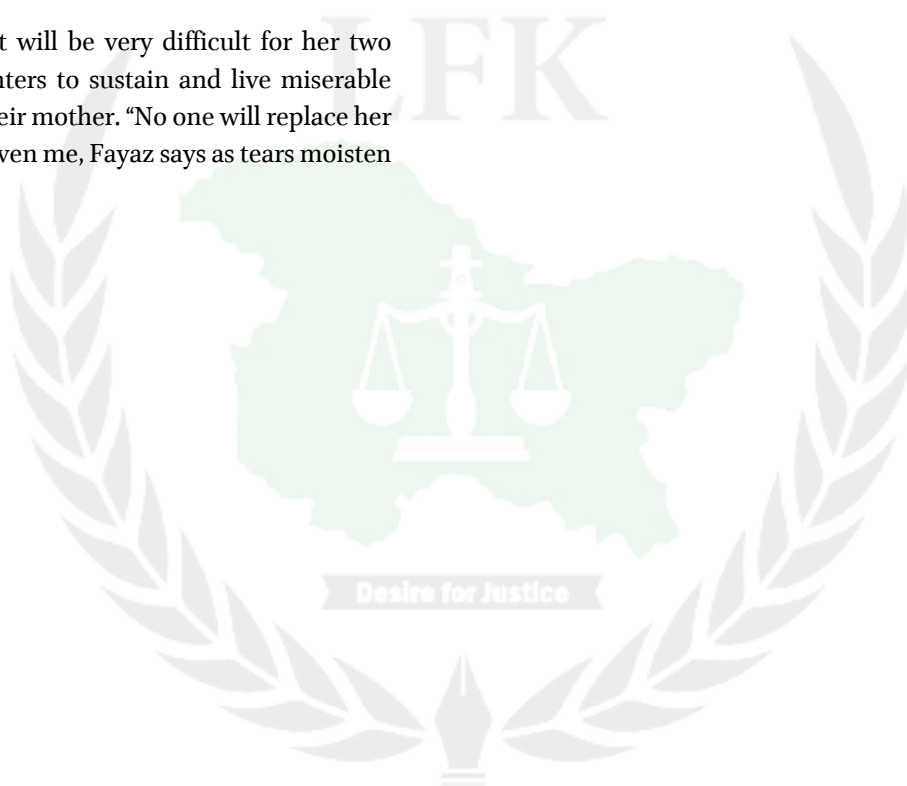 LFK
t will be very difficult for her two
nters to sustain and live miserable
eir mother. “No one will replace her
ven me, Fayaz says as tears moisten
Desire for Justice